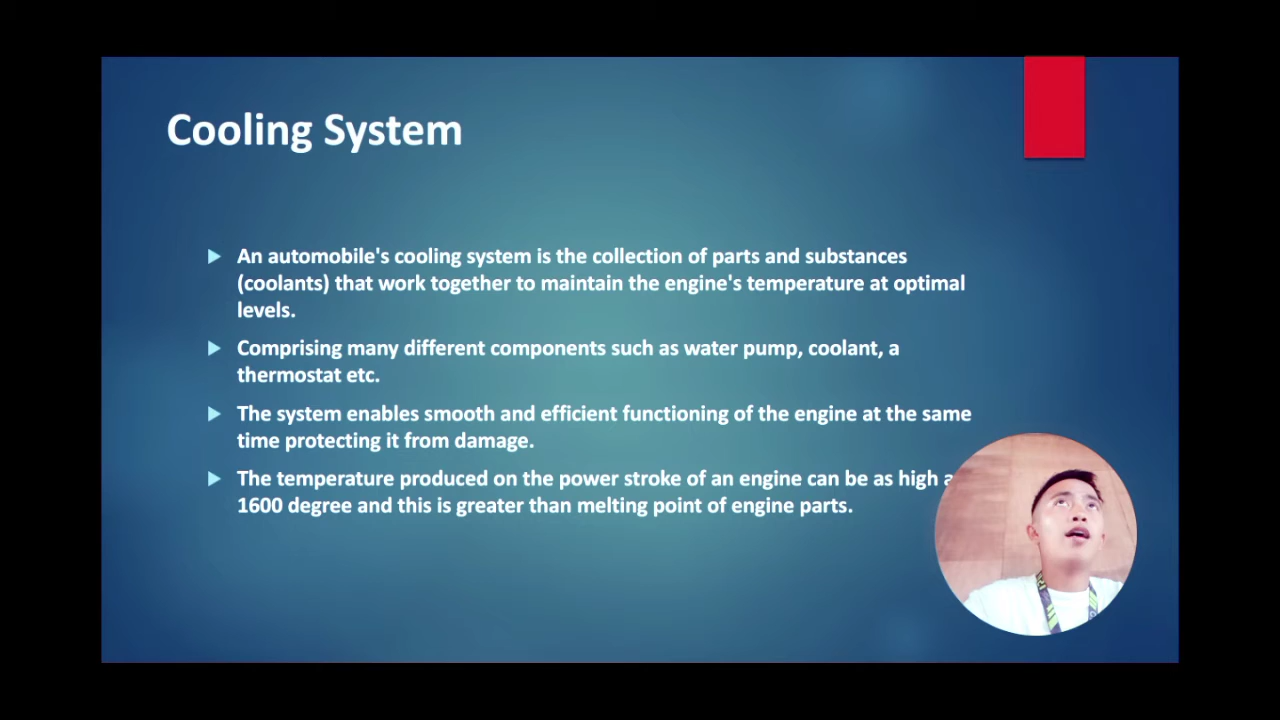 Cooling System
An automobile's cooling system is the collection of parts and substances
(coolants) that work together to maintain the engine's temperature at optimal
levels.
Comprising many different components such as water pump, coolant, a
thermostat etc.
The system enables smooth and efficient functioning of the engine at the same
time protecting it from damage.
The temperature produced on the power stroke of an engine can be as high
1600 degree and this is greater than melting point of engine parts.